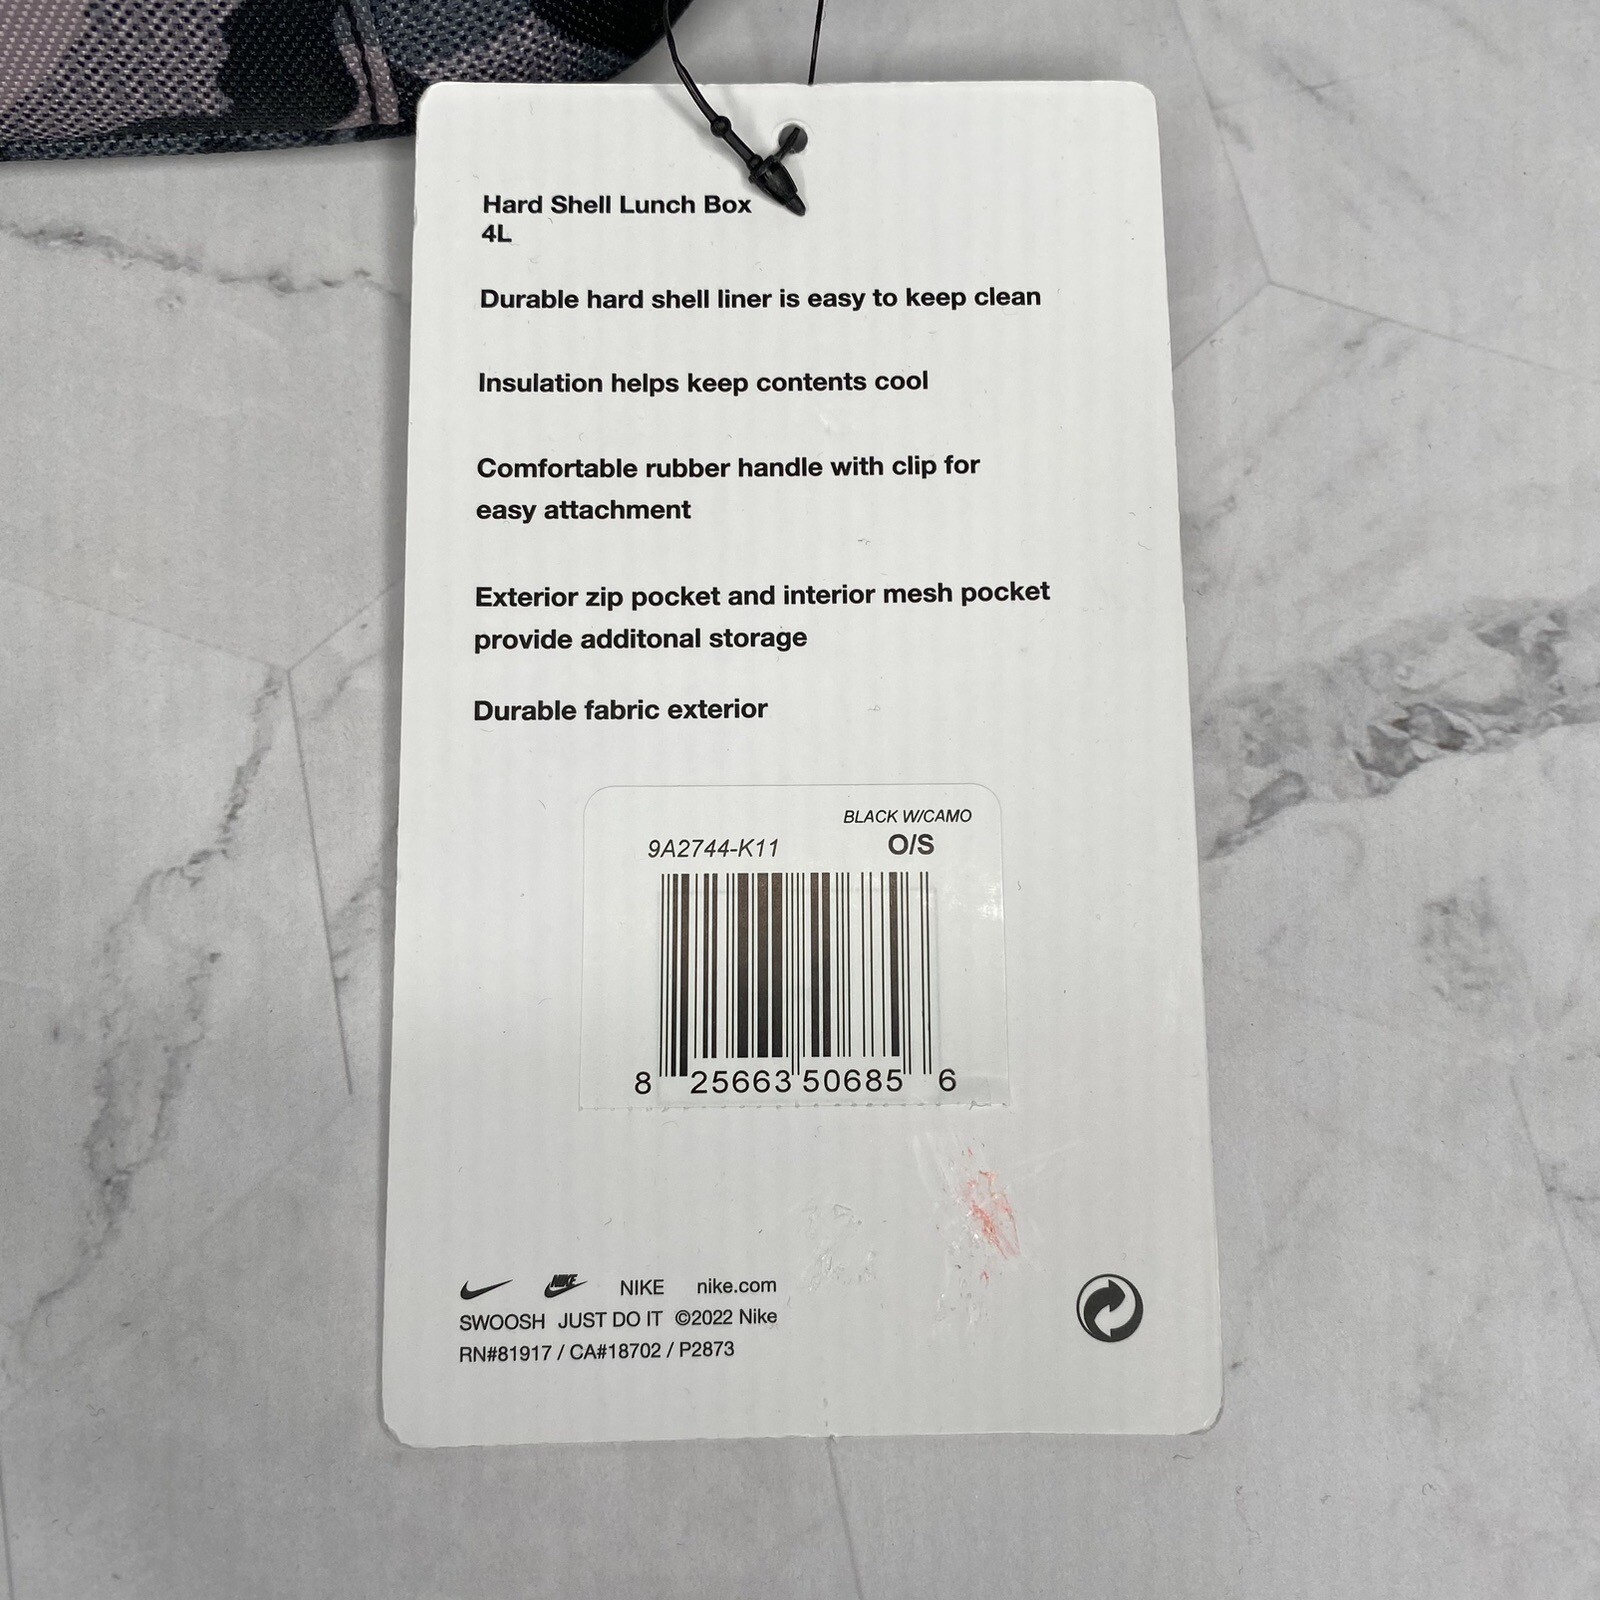 Hard Shell Lunch Box
4L
Durable hard shell liner is easy to keep clean
Insulation helps keep contents cool
Comfortable rubber handle with clip for
easy attachment
Exterior zip pocket and interior mesh pocket
provide additonal storage
Durable fabric exterior
BLACK W/CAMO
9A2744-K11 O/S
8 25663 50685 6
NIKE NIKE nike.com
SWOOSH JUST DO IT ©2022 Nike
RN#81917 / CA#18702 / P2873